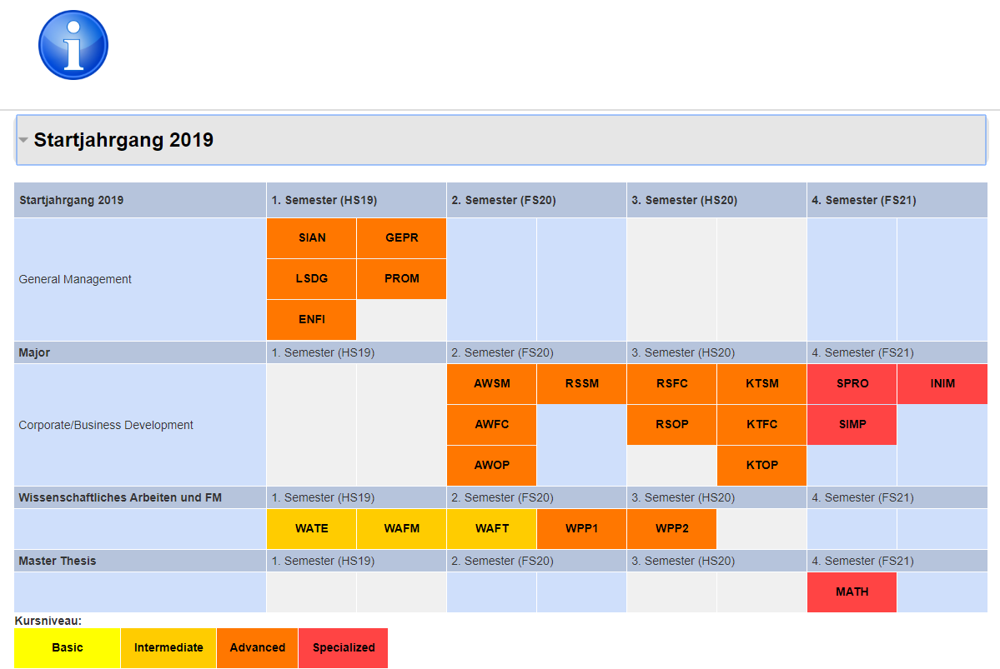 Startjahrgang 2019
Startjahrgang 2019 1. Semester (HS19) 2. Semester (FS20) 3. Semester (HS20) 4. Semester (FS21)
SIAN GEPR
General Management LSDG PROM
ENFI
Major 1. Semester (HS19) 2. Semester (FS20) 3. Semester (HS20) 4. Semester (FS21)
AWSM RSSM RSFC KTSM SPRO INIM
Corporate/Business Development AWFC RSOP KTFC SIMP
AWOP KTOP
Wissenschaftliches Arbeiten und FM 1. Semester (HS19) 2. Semester (FS20) 3. Semester (HS20) 4. Semester (FS21)
WATE WAFM WAFT WPP1 WPP2
Master Thesis 1. Semester (HS19) 2. Semester (FS20) 3. Semester (HS20) 4. Semester (FS21)
MATH
Kursniveau:
Basic Intermediate Advanced Specialized